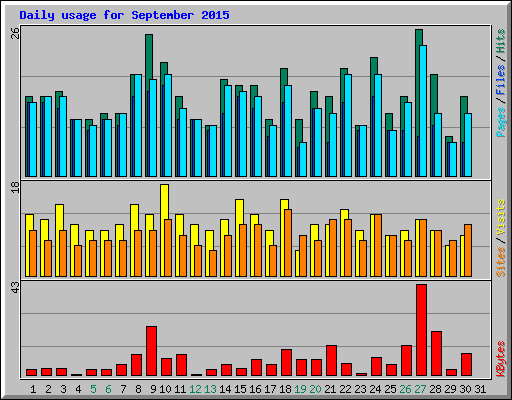 Daily usage for September 2015
26
Pages / Files / Hits
18
Sites / Visits
43
KBytes
1 2 3 4 5 6 7 8 9 10 11 12 13 14 15 16 17 18 19 20 21 22 23 24 25 26 27 28 29 30 31